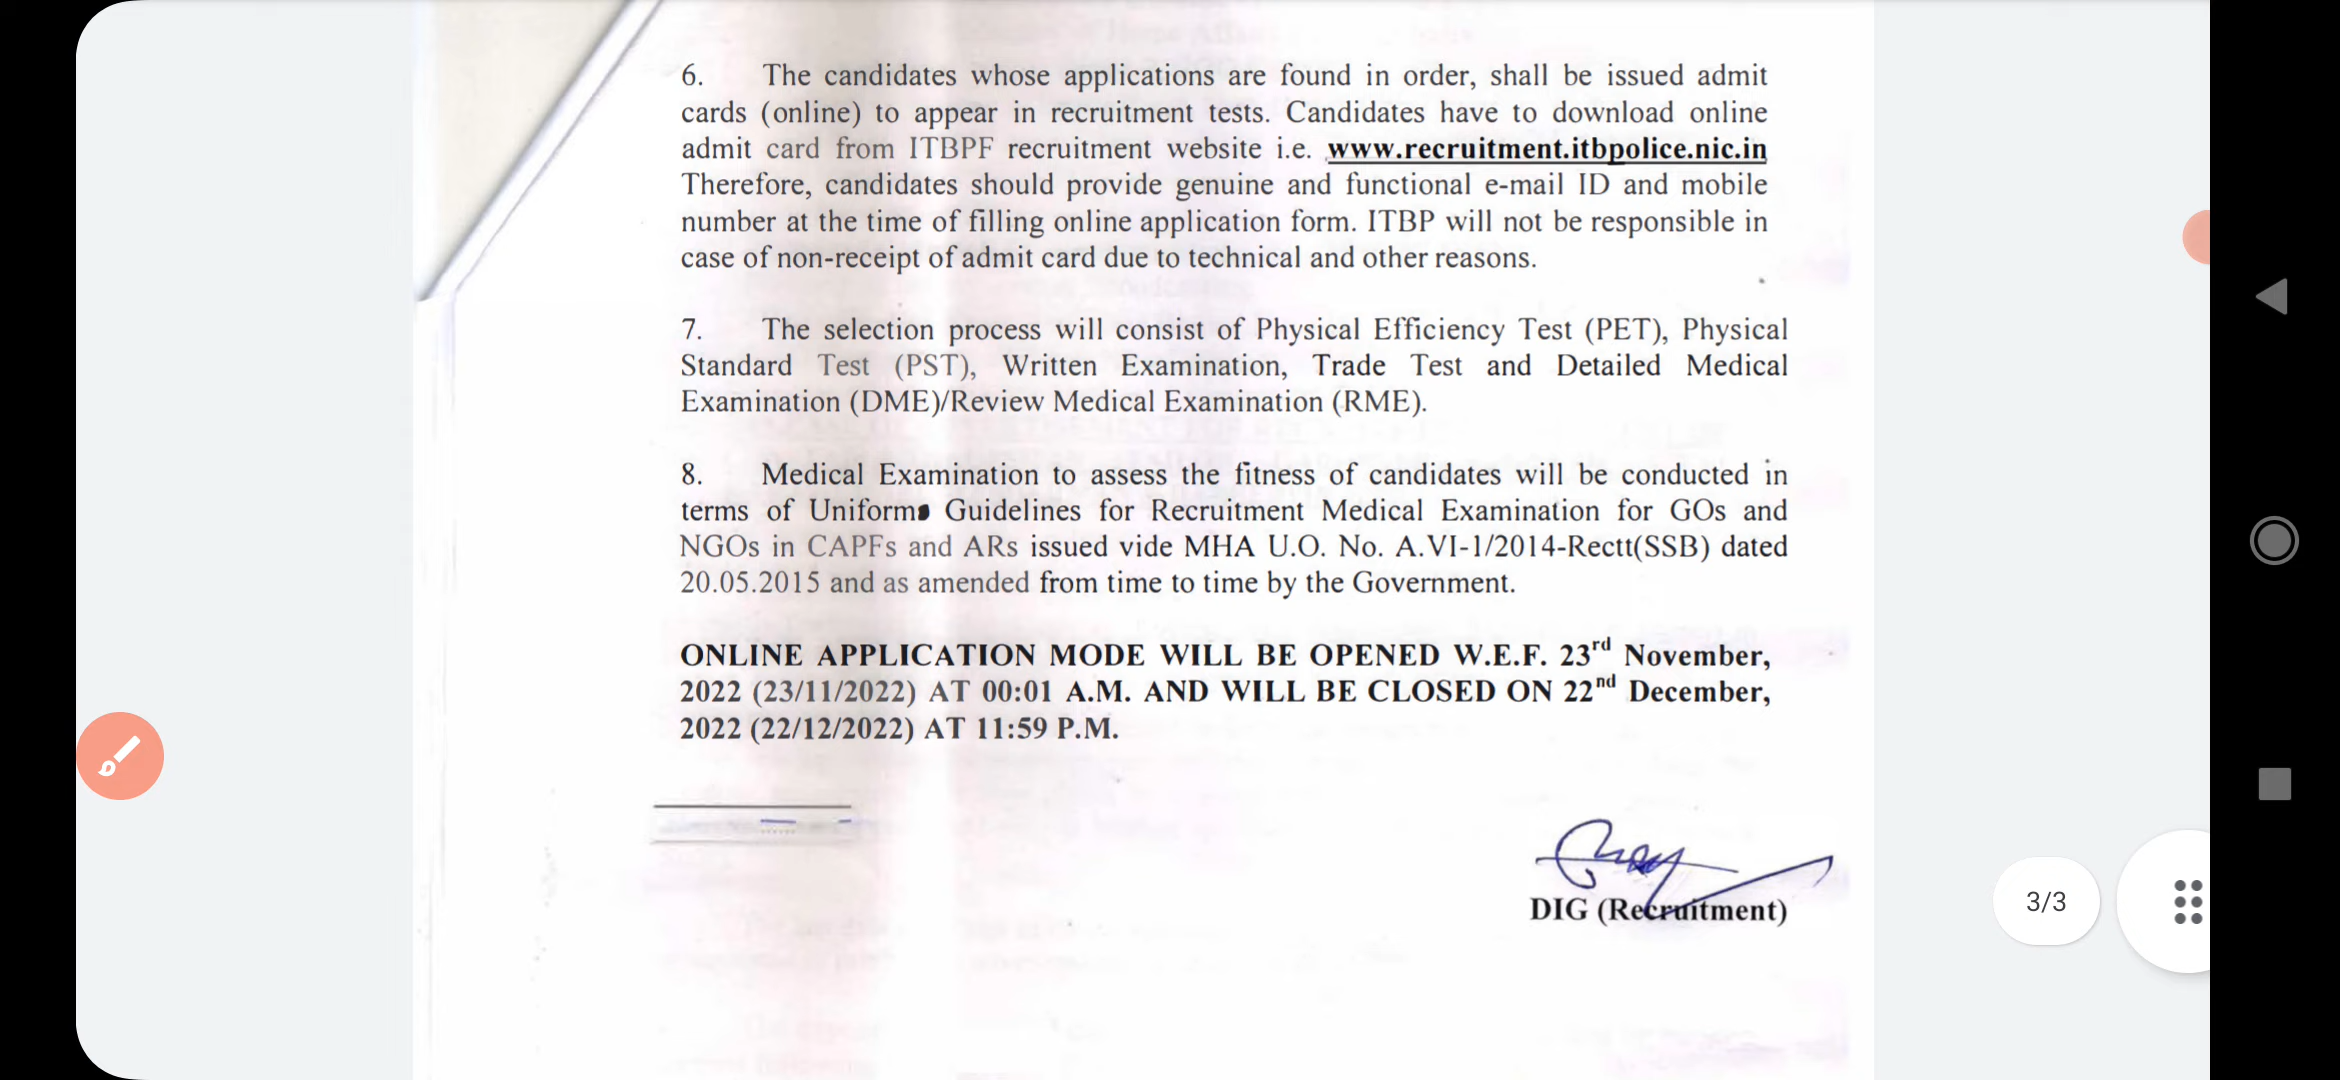 6. The candidates whose applications are found in order, shall be issued admit
cards (online) to appear in recruitment tests. Candidates have to download online
admit card from ITBPF recruitment website i.e. www.recruitment.itbpolice.nic.in
Therefore, candidates should provide genuine and functional e-mail ID and mobile
number at the time of filling online application form. ITBP will not be responsible in
case of non-receipt of admit card due to technical and other reasons.
7. The selection process will consist of Physical Efficiency Test (PET), Physical
Standard Test (PST), Written Examination, Trade Test and Detailed Medical
Examination (DME)/Review Medical Examination (RME).
8. Medical Examination to assess the fitness of candidates will be conducted in
terms of Uniform Guidelines for Recruitment Medical Examination for GOs and
NGOs in CAPFs and ARs issued vide MHA U.O. No. A.VI-1/2014-Rectt(SSB) dated
20.05.2015 and as amended from time to time by the Government.
ONLINE APPLICATION MODE WILL BE OPENED W.E.F. 23rd November,
2022 (23/11/2022) AT 00:01 A.M. AND WILL BE CLOSED ON 22nd December,
2022 (22/12/2022) AT 11:59 P.M.
DIG (Recruitment)
3/3